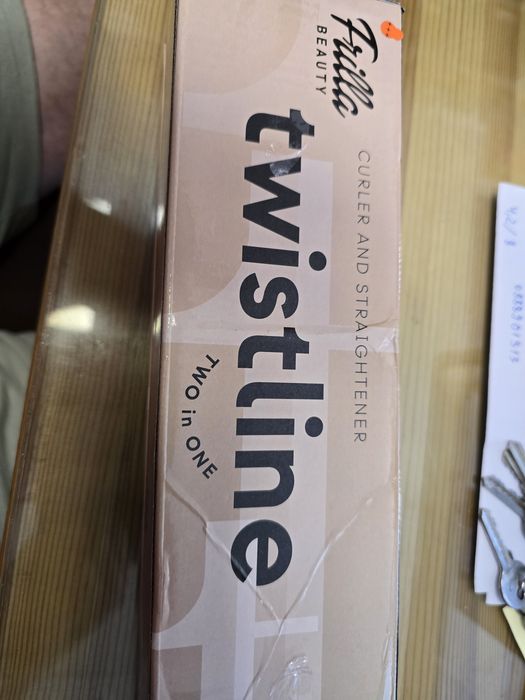 Frilla
BEAUTY
CURLER AND STRAIGHTENER
twistline
TWO in ONE